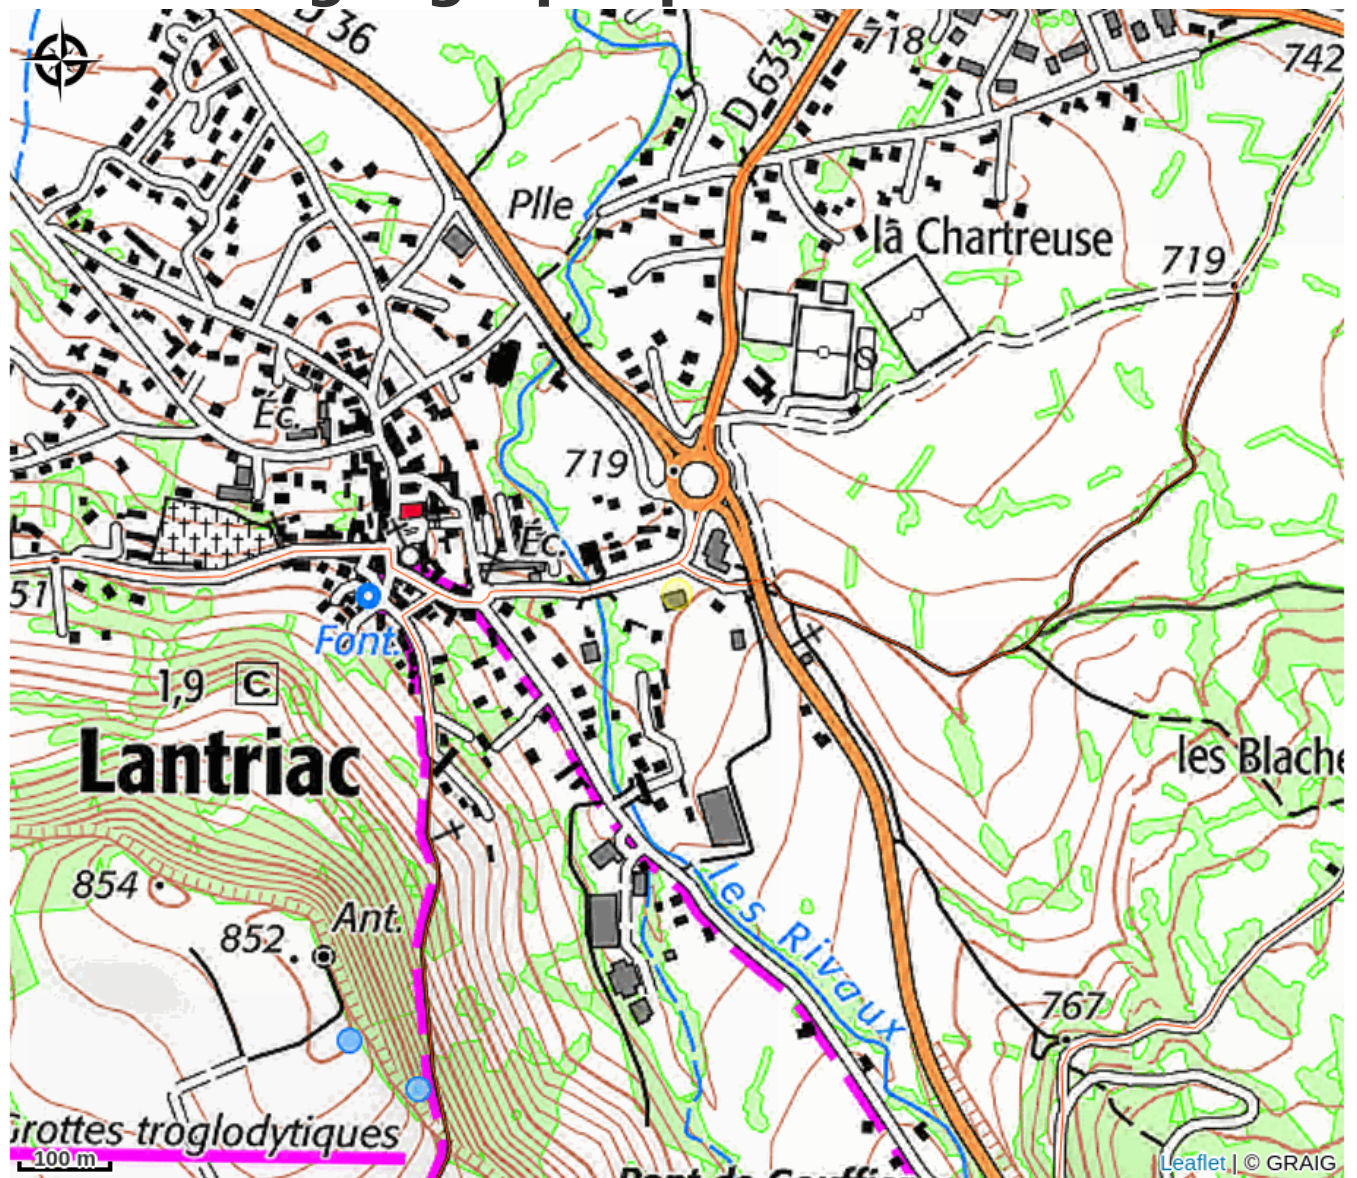 D 36
D 633
718
742
Plle
la Chartreuse
719
Éc.
719
Éc.
51
Font.
1,9 C
Lantriac
les Blache
854
Ant.
852
les Rivaux
767
Grottes troglodytiques
100 m
Leaflet | © GRAIG